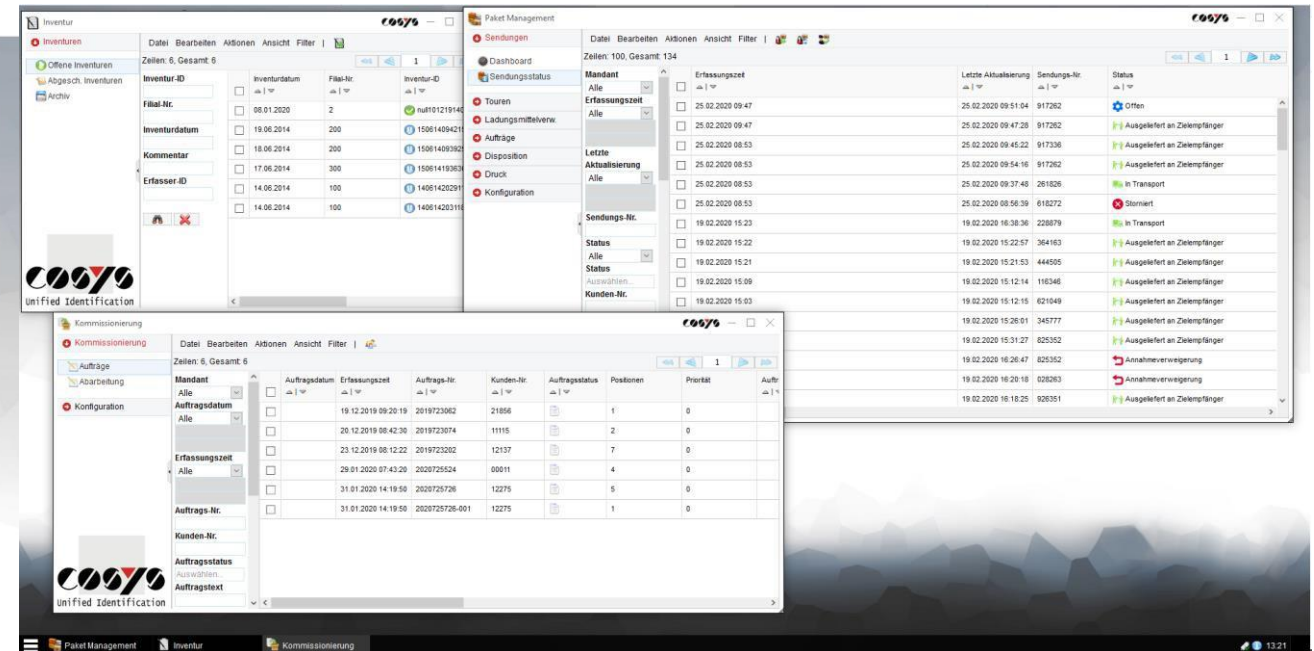 Inventur
COSYS
Inventuren
Offene Inventuren
Abgesch. Inventuren
Archiv
Datei Bearbeiten Aktionen Ansicht Filter |
Zeilen: 6, Gesamt: 6
1
Inventur-ID
Filial-Nr.
Inventurdatum
Kommentar
Erfasser-ID
Inventurdatum Filial-Nr. Inventur-ID
08.01.2020 2
19.06.2014 200
18.06.2014 200
17.06.2014 300
14.06.2014 100
14.06.2014 100
COSYS
Unified Identification
Paket Management
COSYS
Sendungen
Dashboard
Sendungsstatus
Touren
Ladungsmittelverw.
Aufträge
Disposition
Druck
Konfiguration
Datei Bearbeiten Aktionen Ansicht Filter |
Zeilen: 100, Gesamt: 134
1
Mandant
Alle
Erfassungszeit
Alle
Letzte
Aktualisierung
Alle
Sendungs-Nr.
Status
Alle
Status
Auswählen...
Kunden-Nr.
Erfassungszeit Letzte Aktualisierung Sendungs-Nr. Status
25.02.2020 09:47 25.02.2020 09:51:04 917262 Offen
25.02.2020 09:47 25.02.2020 09:47:28 917262 Ausgeliefert an Zielempfänger
25.02.2020 08:53 25.02.2020 09:45:22 917336 Ausgeliefert an Zielempfänger
25.02.2020 08:53 25.02.2020 09:54:16 917262 Ausgeliefert an Zielempfänger
25.02.2020 08:53 25.02.2020 09:37:48 261826 In Transport
25.02.2020 08:53 25.02.2020 08:56:39 618272 Storniert
19.02.2020 15:23 19.02.2020 16:38:36 228879 In Transport
19.02.2020 15:22 19.02.2020 15:22:57 364163 Ausgeliefert an Zielempfänger
19.02.2020 15:21 19.02.2020 15:21:53 444505 Ausgeliefert an Zielempfänger
19.02.2020 15:09 19.02.2020 15:12:14 116346 Ausgeliefert an Zielempfänger
19.02.2020 15:03 19.02.2020 15:12:15 621049 Ausgeliefert an Zielempfänger
19.02.2020 15:26:01 345777 Ausgeliefert an Zielempfänger
19.02.2020 15:31:27 825352 Ausgeliefert an Zielempfänger
19.02.2020 16:26:47 825352 Annahmeverweigerung
19.02.2020 16:20:18 028263 Annahmeverweigerung
19.02.2020 16:18:25 926351 Ausgeliefert an Zielempfänger
Kommissionierung
COSYS
Kommissionierung
Aufträge
Abarbeitung
Konfiguration
Datei Bearbeiten Aktionen Ansicht Filter |
Zeilen: 6, Gesamt: 6
1
Mandant
Alle
Auftragsdatum
Alle
Erfassungszeit
Alle
Auftrags-Nr.
Kunden-Nr.
Auftragsstatus
Auswählen...
Auftragstext
Auftragsdatum Erfassungszeit Auftrags-Nr. Kunden-Nr. Auftragsstatus Positionen Priorität Auftr
19.12.2019 09:20:19 2019723062 21856 1 0
20.12.2019 08:42:30 2019723074 11115 2 0
23.12.2019 08:12:22 2019723202 12137 7 0
29.01.2020 07:43:20 2020725524 00011 4 0
31.01.2020 14:19:50 2020725726 12275 5 0
31.01.2020 14:19:50 2020725726-001 12275 1 0
COSYS
Unified Identification
Paket Management Inventur Kommissionierung 13:21